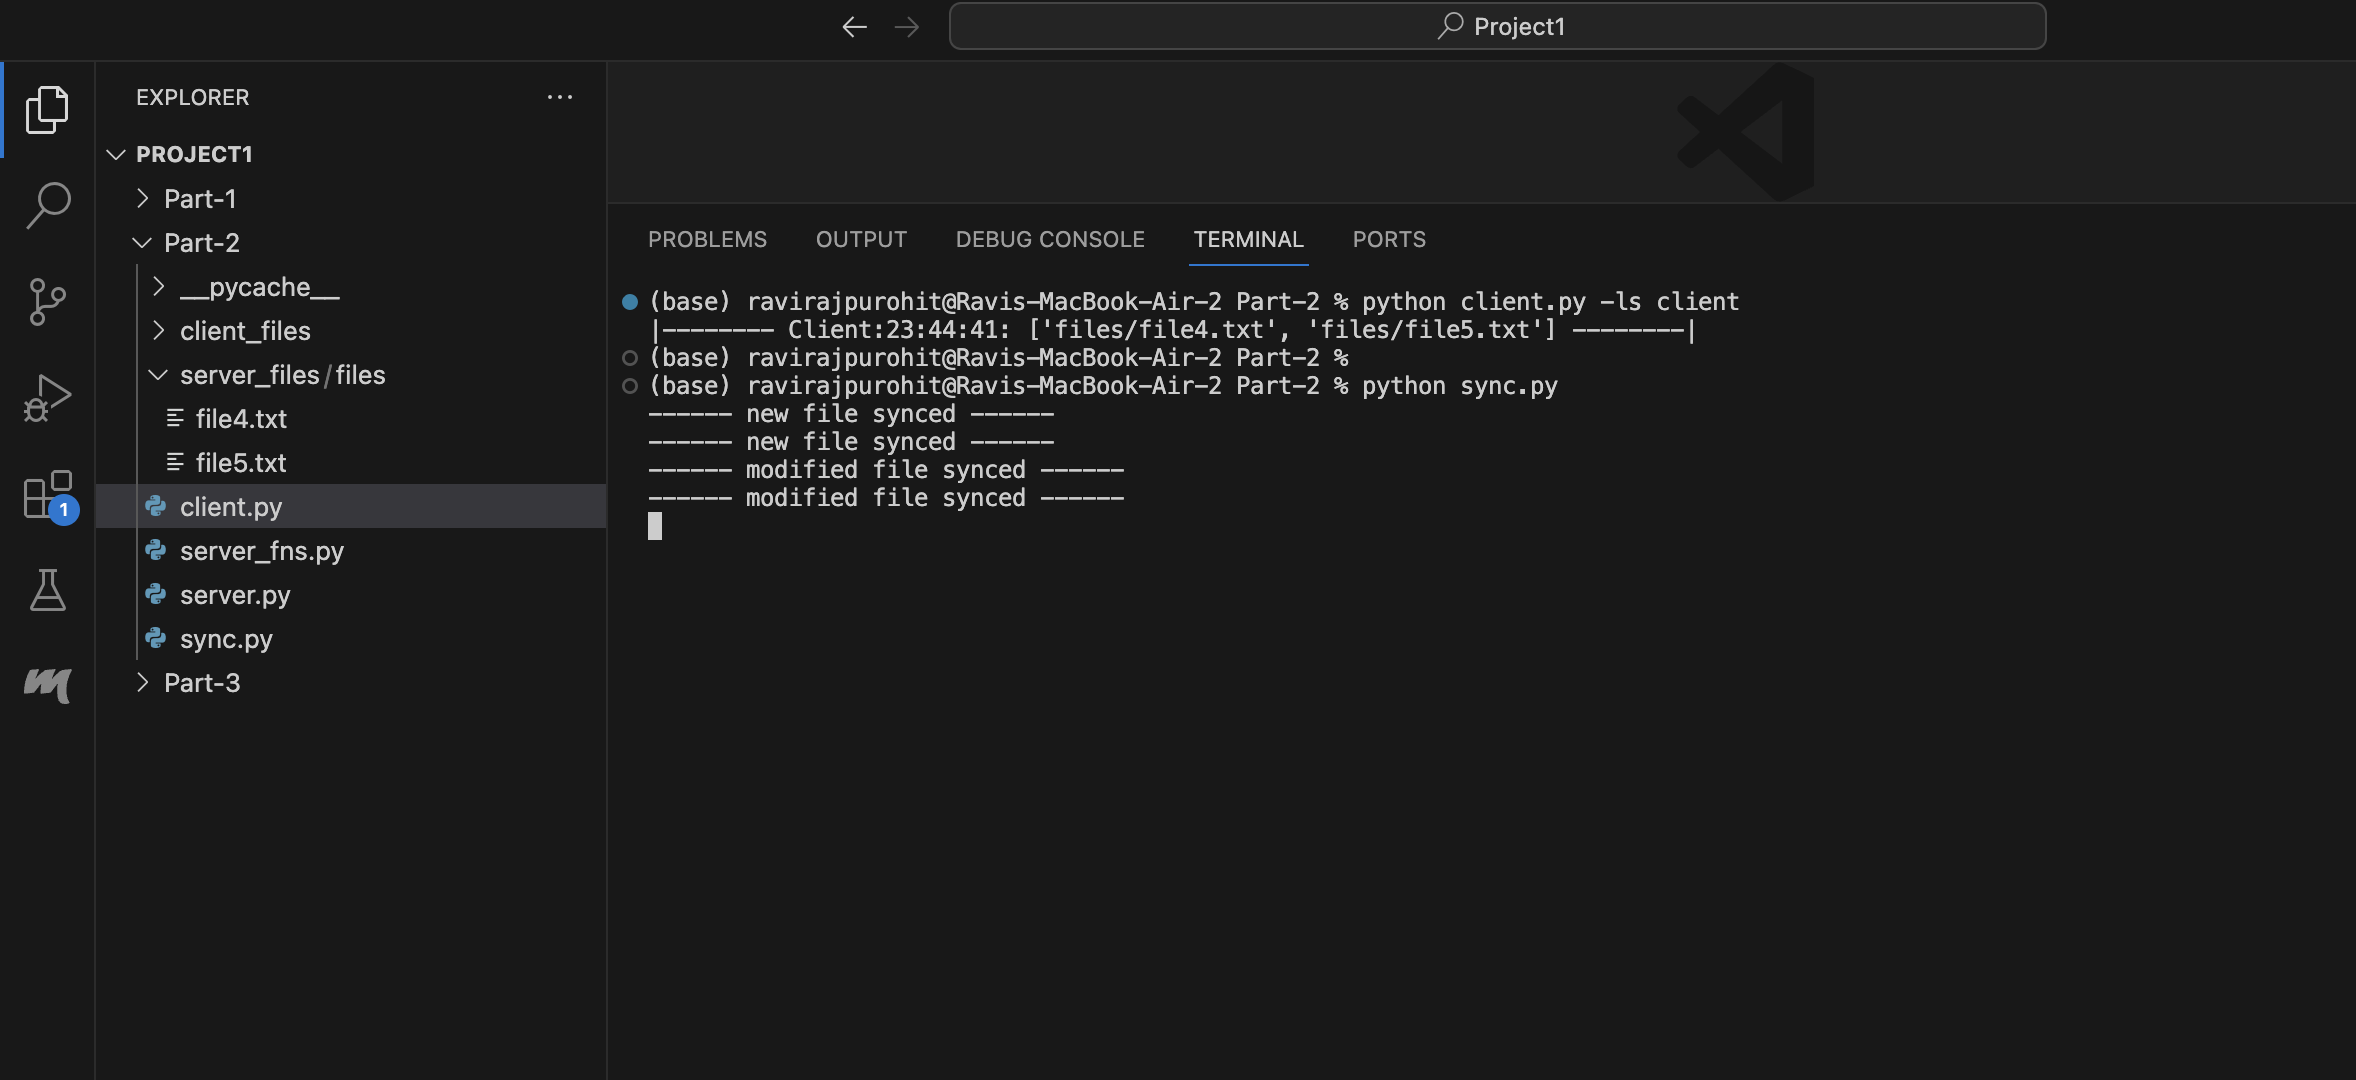 Project1
EXPLORER
PROJECT1
Part-1
Part-2
__pycache__
client_files
server_files/files
file4.txt
file5.txt
client.py
server_fns.py
server.py
sync.py
Part-3
1
PROBLEMS OUTPUT DEBUG CONSOLE TERMINAL PORTS
(base) ravirajpurohit@Ravis-MacBook-Air-2 Part-2 % python client.py -ls client
|-------- Client:23:44:41: ['files/file4.txt', 'files/file5.txt'] --------|
(base) ravirajpurohit@Ravis-MacBook-Air-2 Part-2 %
(base) ravirajpurohit@Ravis-MacBook-Air-2 Part-2 % python sync.py
------ new file synced ------
------ new file synced ------
------ modified file synced ------
------ modified file synced ------